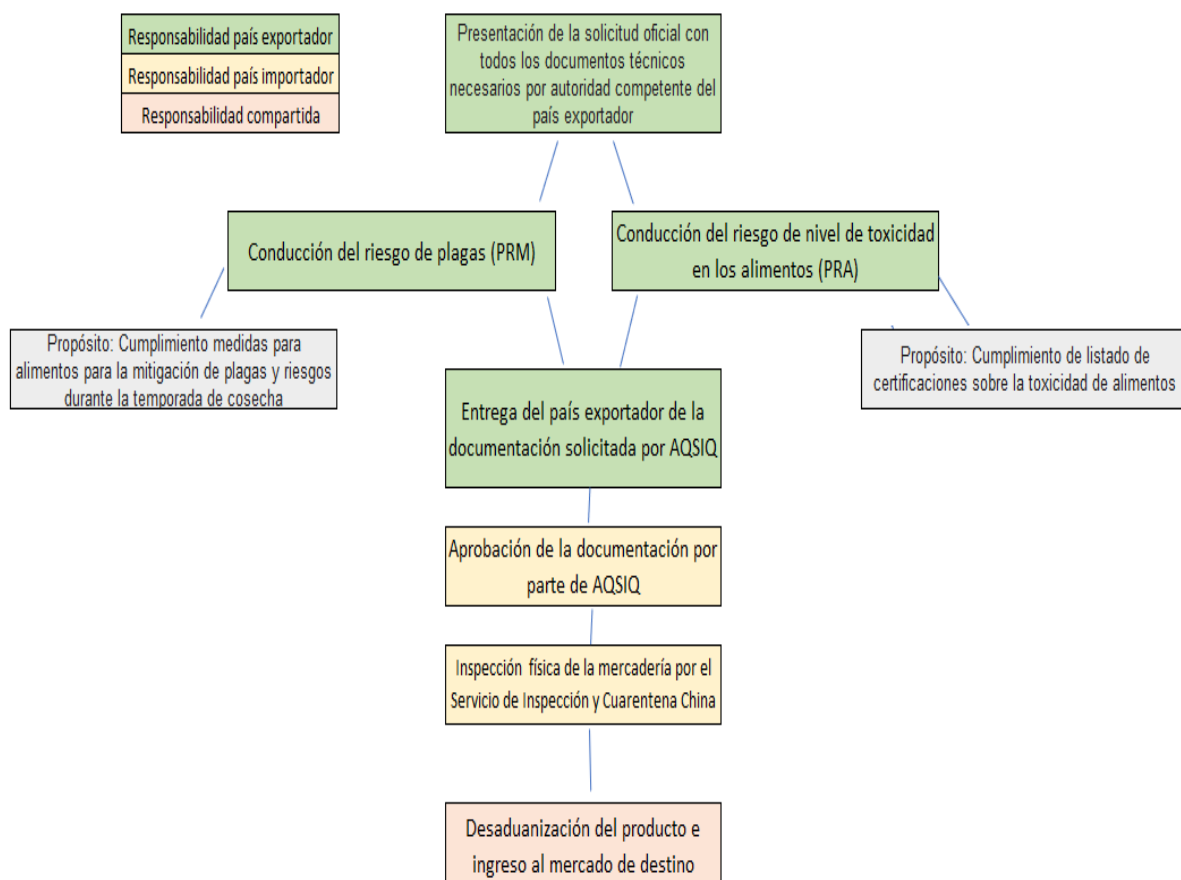 Responsabilidad país exportador
Responsabilidad país importador
Responsabilidad compartida
Presentación de la solicitud oficial con
todos los documentos técnicos
necesarios por autoridad competente del
país exportador
Conducción del riesgo de plagas (PRM)
Conducción del riesgo de nivel de toxicidad
en los alimentos (PRA)
Propósito: Cumplimiento medidas para
alimentos para la mitigación de plagas y riesgos
durante la temporada de cosecha
Propósito: Cumplimiento de listado de
certificaciones sobre la toxicidad de alimentos
Entrega del país exportador de la
documentación solicitada por AQSIQ
Aprobación de la documentación por
parte de AQSIQ
Inspección física de la mercadería por el
Servicio de Inspección y Cuarentena China
Desaduanización del producto e
ingreso al mercado de destino